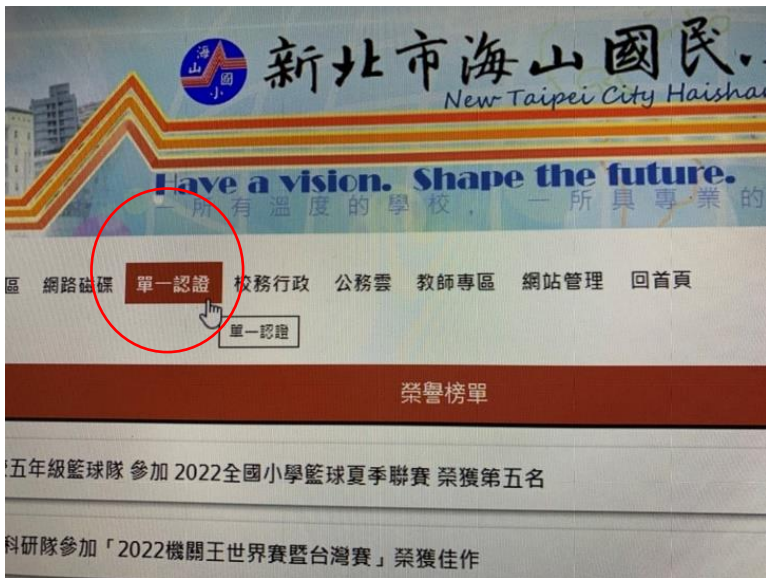 海山國小
新北市海山國民
New Taipei City Haisha
Have a vision. Shape the future.
一所有溫度的學校, 一所具專業的
區 網路磁碟 單一認證 校務行政 公務雲 教師專區 網站管理 回首頁
單一認證
榮譽榜單
五年級籃球隊 參加 2022全國小學籃球夏季聯賽 榮獲第五名
科研隊參加「2022機關王世界賽暨台灣賽」榮獲佳作